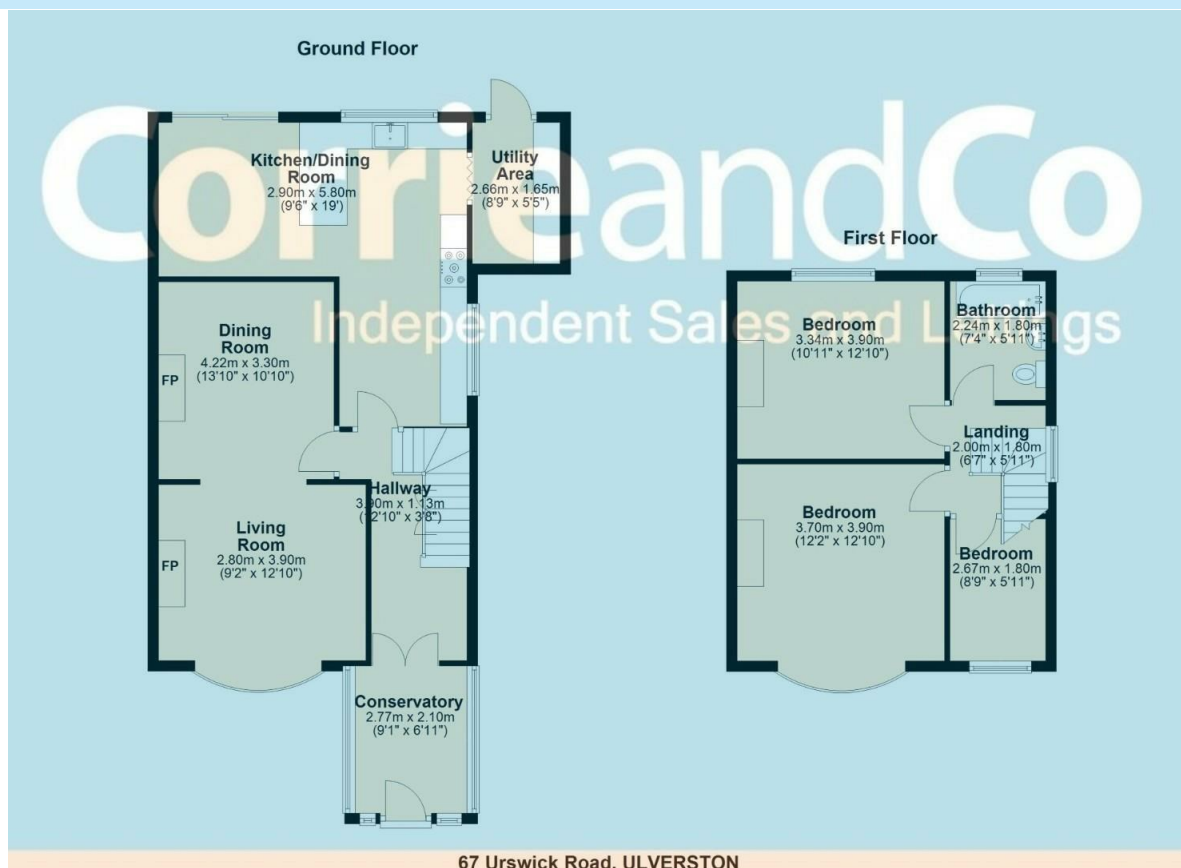 Ground Floor
CorrieandCo
Independent Sales and Lettings
Kitchen/Dining
Room
2.90m x 5.80m
(9'6" x 19')
Utility
Area
2.66m x 1.65m
(8'9" x 5'5")
Dining
Room
4.22m x 3.30m
(13'10" x 10'10")
FP
Hallway
3.90m x 1.13m
(12'10" x 3'8")
Living
Room
2.80m x 3.90m
(9'2" x 12'10")
FP
Conservatory
2.77m x 2.10m
(9'1" x 6'11")
First Floor
Bedroom
3.34m x 3.90m
(10'11" x 12'10")
Bathroom
2.24m x 1.80m
(7'4" x 5'11")
Landing
2.00m x 1.80m
(6'7" x 5'11")
Bedroom
3.70m x 3.90m
(12'2" x 12'10")
Bedroom
2.67m x 1.80m
(8'9" x 5'11")
67 Urswick Road, ULVERSTON